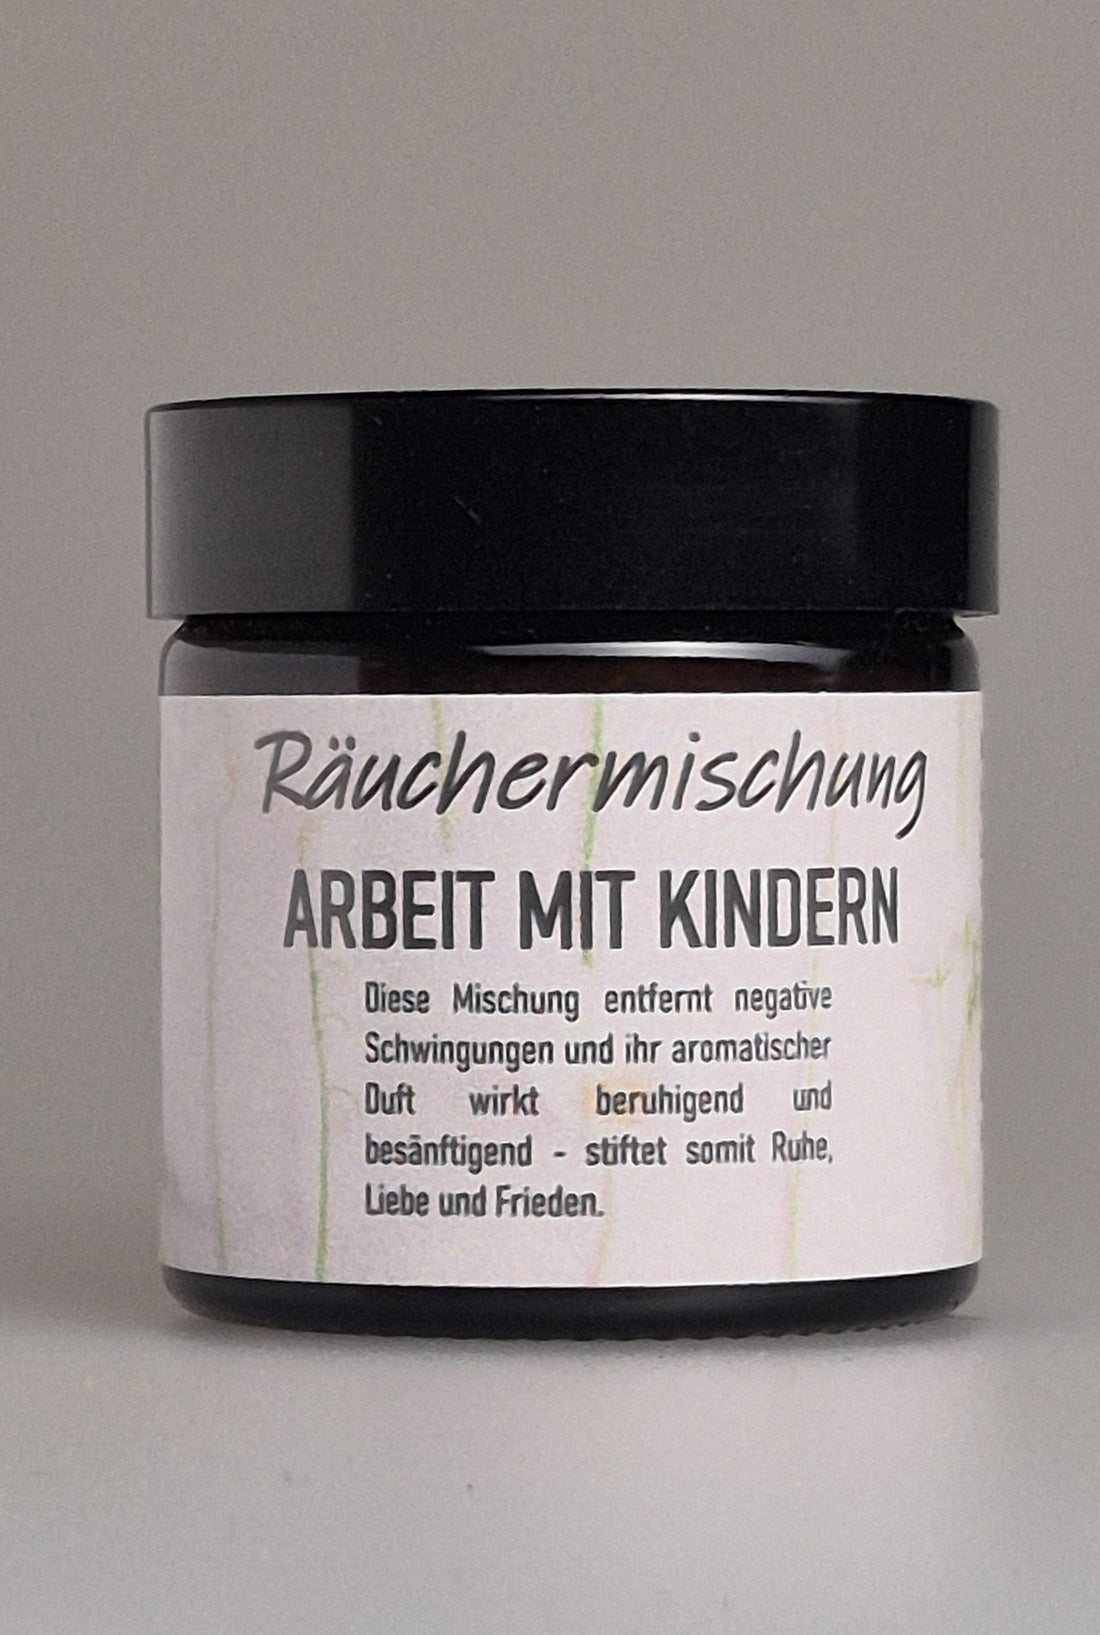 Räuchermischung
ARBEIT MIT KINDERN
Diese Mischung entfernt negative
Schwingungen und ihr aromatischer
Duft wirkt beruhigend und
besänftigend - stiftet somit Ruhe,
Liebe und Frieden.